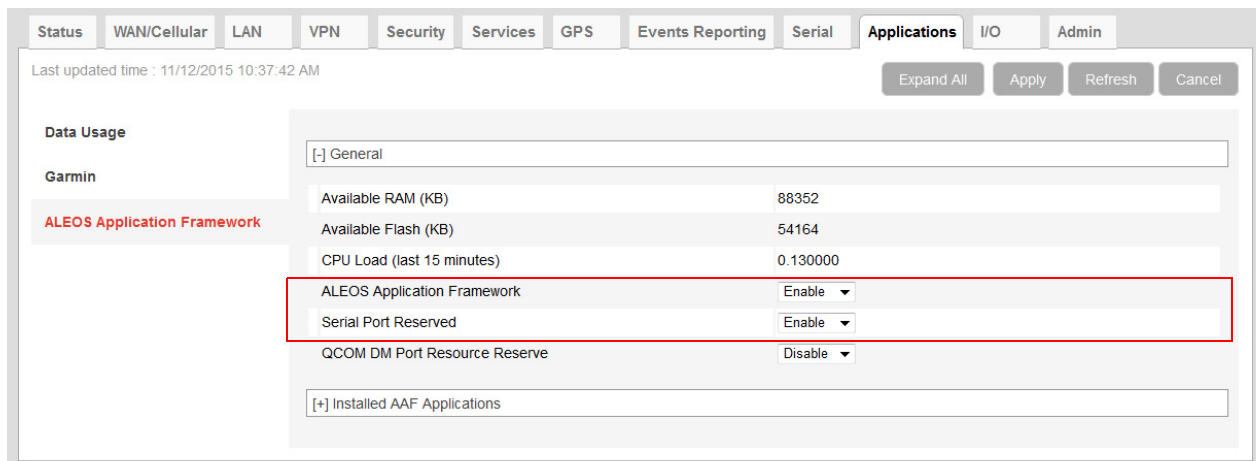 Status WAN/Cellular LAN VPN Security Services GPS Events Reporting Serial Applications I/O Admin
Last updated time : 11/12/2015 10:37:42 AM
Expand All Apply Refresh Cancel
Data Usage
Garmin
ALEOS Application Framework
[-] General
Available RAM (KB) 88352
Available Flash (KB) 54164
CPU Load (last 15 minutes) 0.130000
ALEOS Application Framework Enable
Serial Port Reserved Enable
QCOM DM Port Resource Reserve Disable
[+] Installed AAF Applications